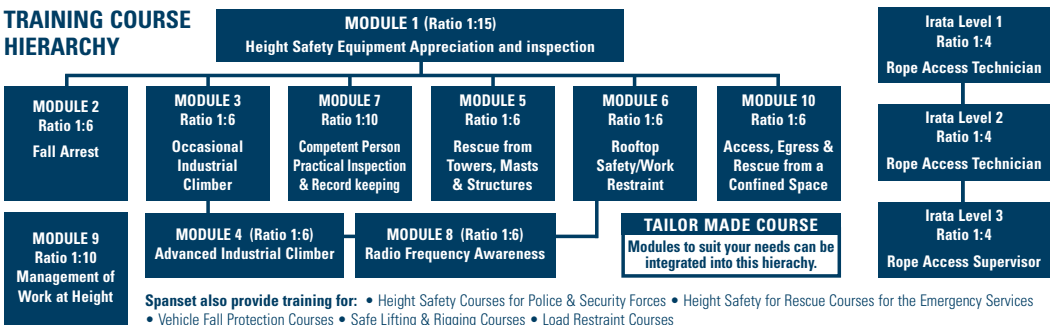 TRAINING COURSE
HIERARCHY
MODULE 1 (Ratio 1:15)
Height Safety Equipment Appreciation and inspection
MODULE 2
Ratio 1:6
Fall Arrest
MODULE 3
Ratio 1:6
Occasional
Industrial
Climber
MODULE 7
Ratio 1:10
Competent Person
Practical Inspection
& Record keeping
MODULE 5
Ratio 1:6
Rescue from
Towers, Masts
& Structures
MODULE 6
Ratio 1:6
Rooftop
Safety/Work
Restraint
MODULE 10
Ratio 1:6
Access, Egress &
Rescue from a
Confined Space
MODULE 9
Ratio 1:10
Management of
Work at Height
MODULE 4 (Ratio 1:6)
Advanced Industrial Climber
MODULE 8 (Ratio 1:6)
Radio Frequency Awareness
TAILOR MADE COURSE
Modules to suit your needs can be
integrated into this hierachy.
Irata Level 1
Ratio 1:4
Rope Access Technician
Irata Level 2
Ratio 1:4
Rope Access Technician
Irata Level 3
Ratio 1:4
Rope Access Supervisor
Spanset also provide training for: • Height Safety Courses for Police & Security Forces • Height Safety for Rescue Courses for the Emergency Services
• Vehicle Fall Protection Courses • Safe Lifting & Rigging Courses • Load Restraint Courses